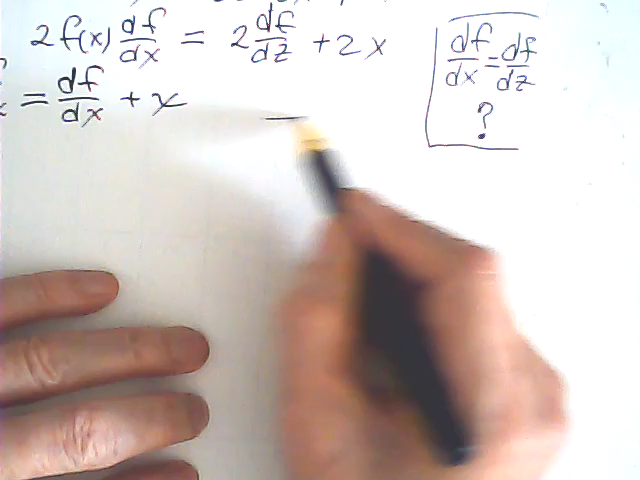 2f(x) df/dx = 2 df/dz + 2x
= df/dx + x
df/dx = df/dz
?